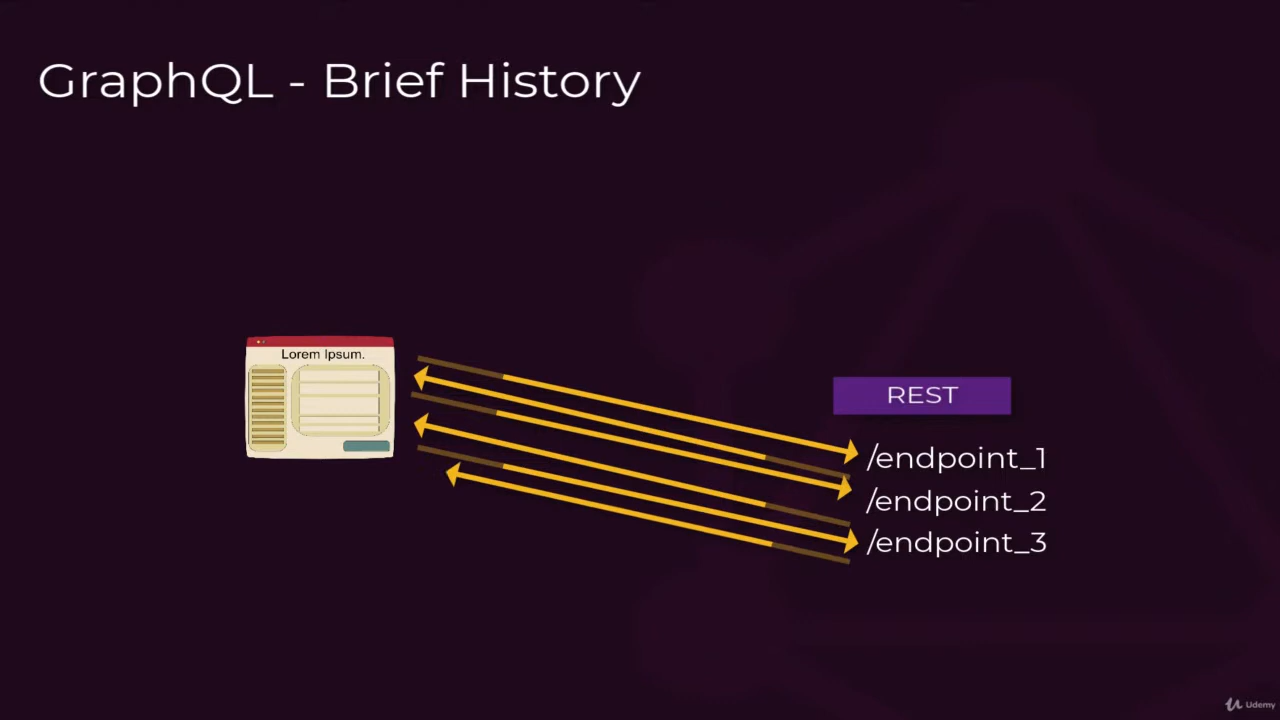 GraphQL - Brief History
Lorem Ipsum.
REST
/endpoint_1
/endpoint_2
/endpoint_3
Udemy